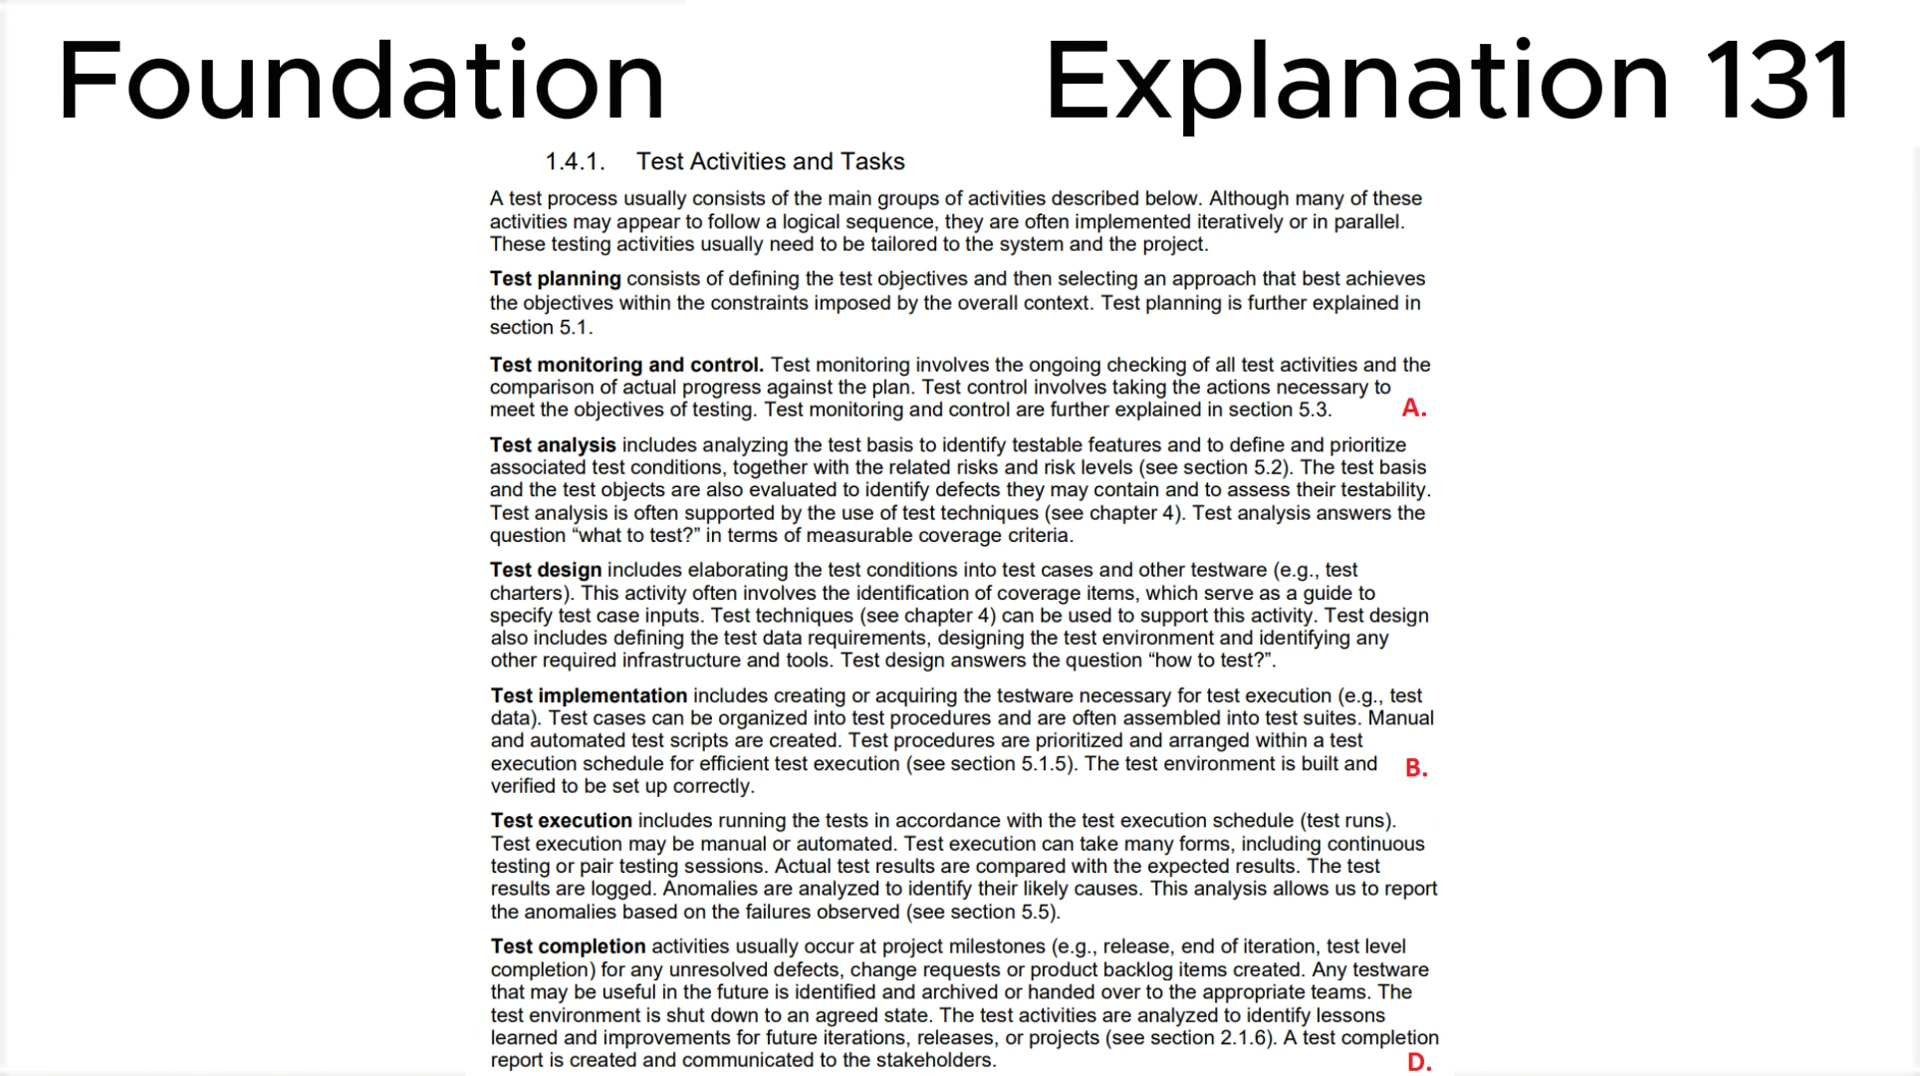 Foundation
Explanation 131
1.4.1. Test Activities and Tasks
A test process usually consists of the main groups of activities described below. Although many of these
activities may appear to follow a logical sequence, they are often implemented iteratively or in parallel.
These testing activities usually need to be tailored to the system and the project.
Test planning consists of defining the test objectives and then selecting an approach that best achieves
the objectives within the constraints imposed by the overall context. Test planning is further explained in
section 5.1.
Test monitoring and control. Test monitoring involves the ongoing checking of all test activities and the
comparison of actual progress against the plan. Test control involves taking the actions necessary to
meet the objectives of testing. Test monitoring and control are further explained in section 5.3. A.
Test analysis includes analyzing the test basis to identify testable features and to define and prioritize
associated test conditions, together with the related risks and risk levels (see section 5.2). The test basis
and the test objects are also evaluated to identify defects they may contain and to assess their testability.
Test analysis is often supported by the use of test techniques (see chapter 4). Test analysis answers the
question “what to test?” in terms of measurable coverage criteria.
Test design includes elaborating the test conditions into test cases and other testware (e.g., test
charters). This activity often involves the identification of coverage items, which serve as a guide to
specify test case inputs. Test techniques (see chapter 4) can be used to support this activity. Test design
also includes defining the test data requirements, designing the test environment and identifying any
other required infrastructure and tools. Test design answers the question “how to test?”.
Test implementation includes creating or acquiring the testware necessary for test execution (e.g., test
data). Test cases can be organized into test procedures and are often assembled into test suites. Manual
and automated test scripts are created. Test procedures are prioritized and arranged within a test
execution schedule for efficient test execution (see section 5.1.5). The test environment is built and B.
verified to be set up correctly.
Test execution includes running the tests in accordance with the test execution schedule (test runs).
Test execution may be manual or automated. Test execution can take many forms, including continuous
testing or pair testing sessions. Actual test results are compared with the expected results. The test
results are logged. Anomalies are analyzed to identify their likely causes. This analysis allows us to report
the anomalies based on the failures observed (see section 5.5).
Test completion activities usually occur at project milestones (e.g., release, end of iteration, test level
completion) for any unresolved defects, change requests or product backlog items created. Any testware
that may be useful in the future is identified and archived or handed over to the appropriate teams. The
test environment is shut down to an agreed state. The test activities are analyzed to identify lessons
learned and improvements for future iterations, releases, or projects (see section 2.1.6). A test completion
report is created and communicated to the stakeholders. D.